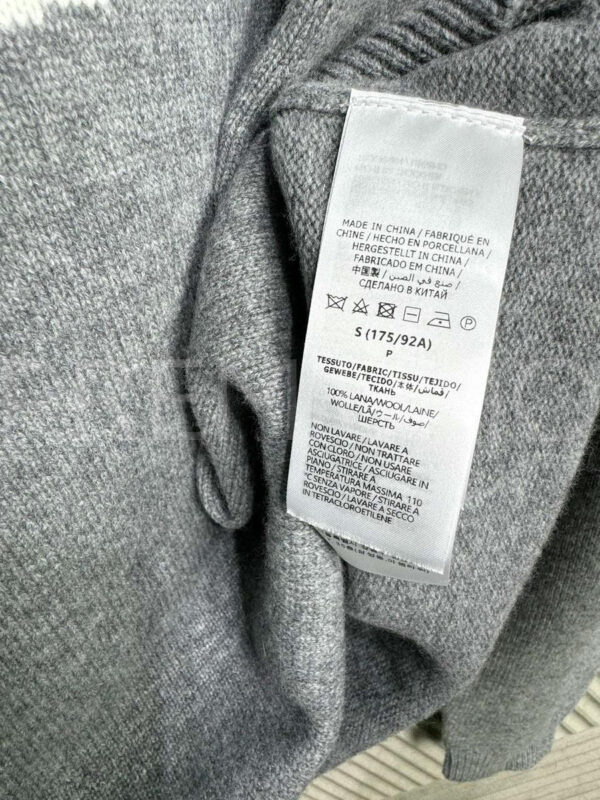 MADE IN CHINA / FABRIQUÉ EN
CHINE / HECHO EN PORCELLANA /
HERGESTELLT IN CHINA /
FABRICADO EM CHINA /
中国製 / صنع في الصين /
СДЕЛАНО В КИТАЙ
P
S (175/92A)
P
TESSUTO/FABRIC/TISSU/TEJIDO/
GEWEBE/TECIDO/本体/قماش/
ТКАНЬ
100% LANA/WOOL/LAINE/
WOLLE/LÃ/ウール/صوف/
ШЕРСТЬ
NON LAVARE / LAVARE A
ROVESCIO / NON TRATTARE
CON CLORO / NON USARE
ASCIUGATRICE / ASCIUGARE IN
PIANO / STIRARE A
TEMPERATURA MASSIMA 110
°C SENZA VAPORE / STIRARE A
ROVESCIO / LAVARE A SECCO
IN TETRACLOROETILENE